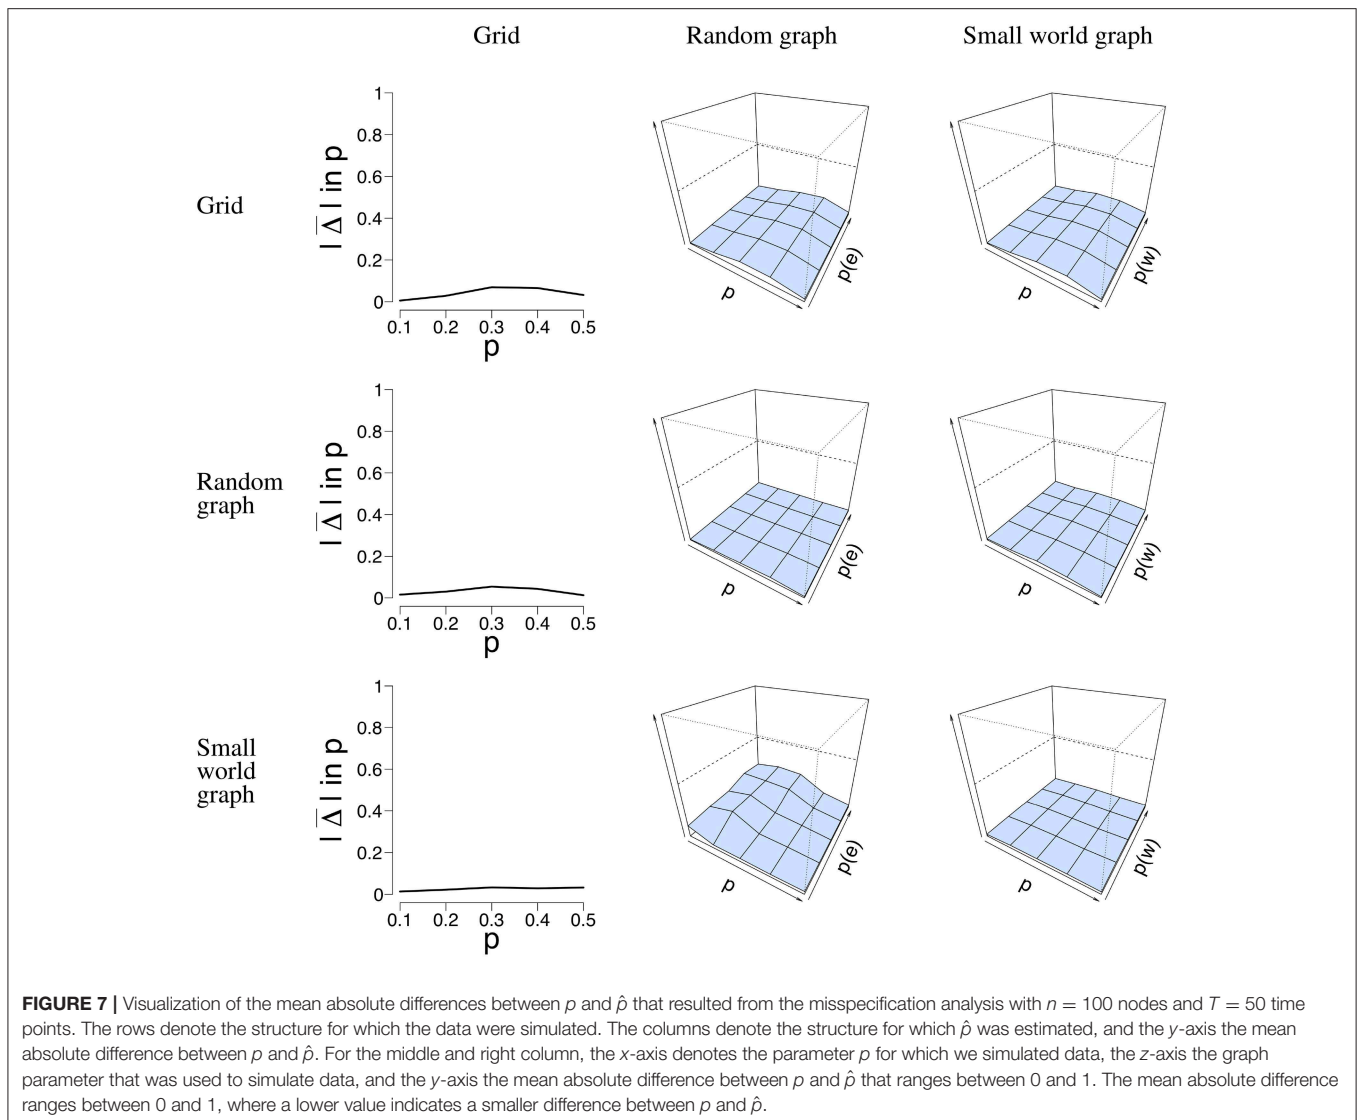 Grid Random graph Small world graph
Grid
| Δ̅ | in p
1
0.8
0.6
0.4
0.2
0
0.1 0.2 0.3 0.4 0.5
p
p
p(e)
p
p(w)
Random
graph
| Δ̅ | in p
1
0.8
0.6
0.4
0.2
0
0.1 0.2 0.3 0.4 0.5
p
p
p(e)
p
p(w)
Small
world
graph
| Δ̅ | in p
1
0.8
0.6
0.4
0.2
0
0.1 0.2 0.3 0.4 0.5
p
p
p(e)
p
p(w)
FIGURE 7 | Visualization of the mean absolute differences between p and p̂ that resulted from the misspecification analysis with n = 100 nodes and T = 50 time
points. The rows denote the structure for which the data were simulated. The columns denote the structure for which p̂ was estimated, and the y-axis the mean
absolute difference between p and p̂. For the middle and right column, the x-axis denotes the parameter p for which we simulated data, the z-axis the graph
parameter that was used to simulate data, and the y-axis the mean absolute difference between p and p̂ that ranges between 0 and 1. The mean absolute difference
ranges between 0 and 1, where a lower value indicates a smaller difference between p and p̂.